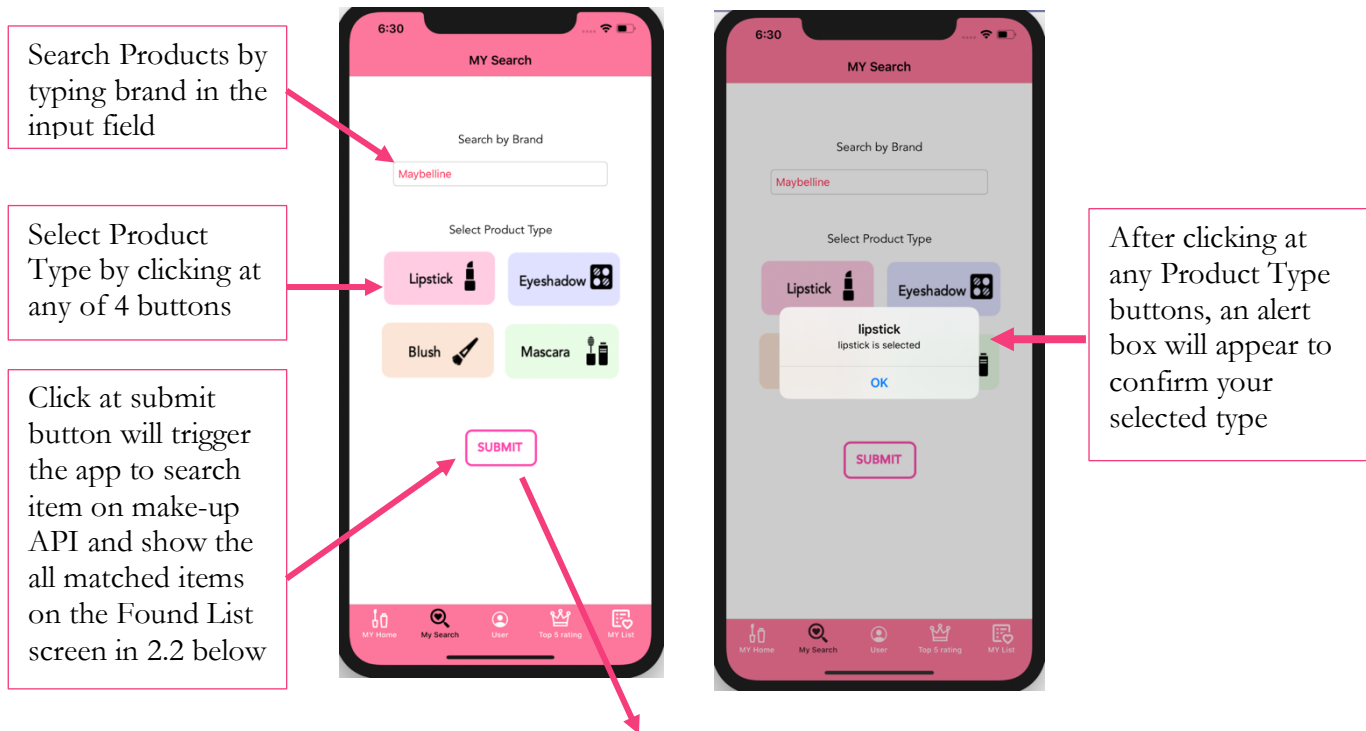 Search Products by
typing brand in the
input field
Select Product
Type by clicking at
any of 4 buttons
Click at submit
button will trigger
the app to search
item on make-up
API and show the
all matched items
on the Found List
screen in 2.2 below
6:30
MY Search
Search by Brand
Maybelline
Select Product Type
Lipstick
Eyeshadow
Blush
Mascara
SUBMIT
MY Home
My Search
User
Top 5 rating
MY List
6:30
MY Search
Search by Brand
Maybelline
Select Product Type
Lipstick
Eyeshadow
lipstick
lipstick is selected
OK
SUBMIT
MY Home
My Search
User
Top 5 rating
MY List
After clicking at
any Product Type
buttons, an alert
box will appear to
confirm your
selected type